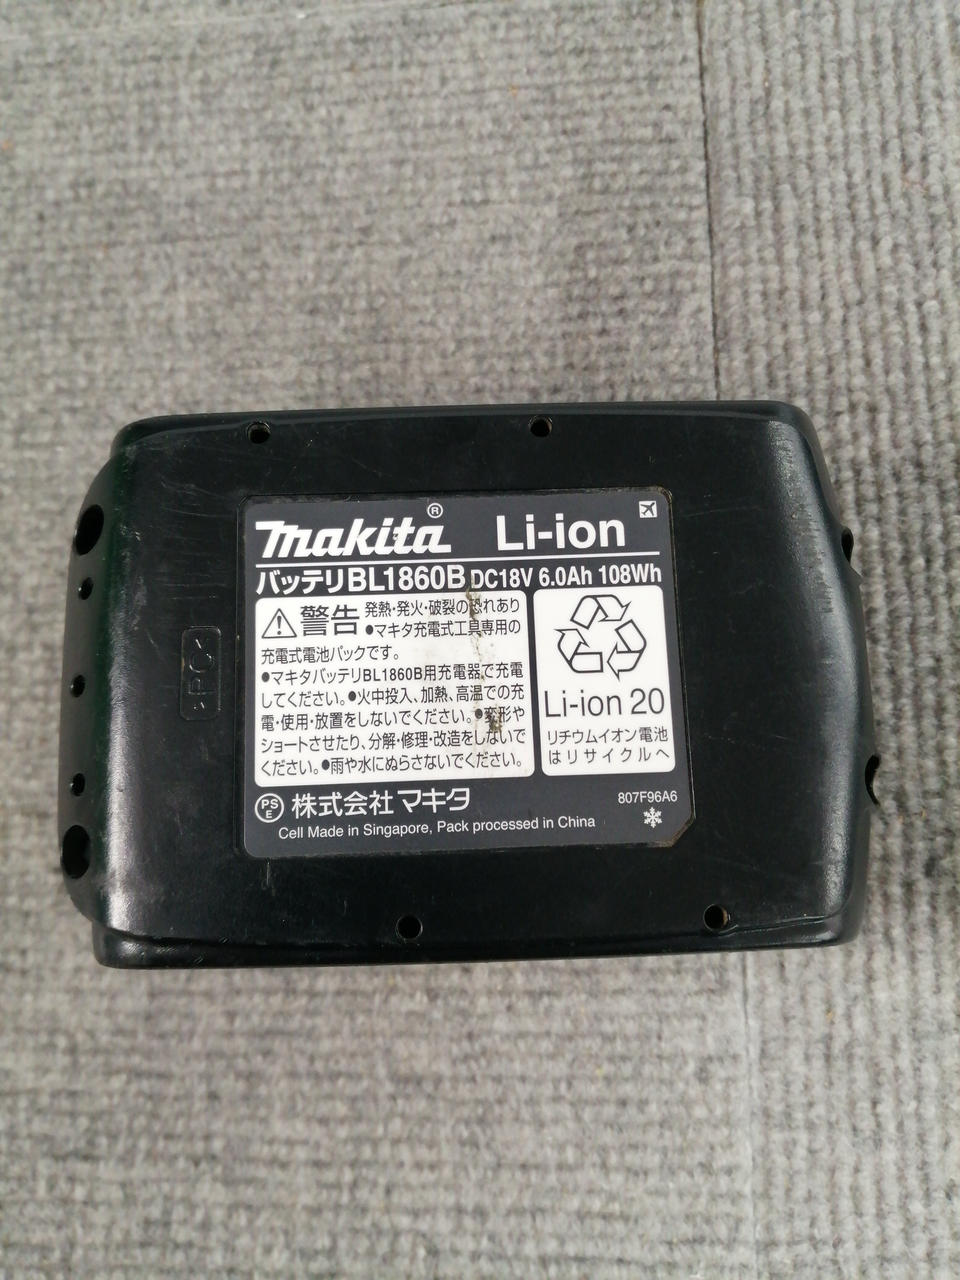 makita® Li-ion
バッテリBL1860B DC18V 6.0Ah 108Wh
警告 発熱・発火・破裂の恐れあり
●マキタ充電式工具専用の
充電式電池パックです。
●マキタバッテリBL1860B用充電器で充電
してください。●火中投入、加熱、高温での充
電・使用・放置をしないでください。●変形や
ショートさせたり、分解・修理・改造をしないで
ください。●雨や水にぬらさないでください。
Li-ion 20
リチウムイオン電池
はリサイクルへ
PSE 株式会社マキタ
807F96A6
Cell Made in Singapore, Pack processed in China
>PC<